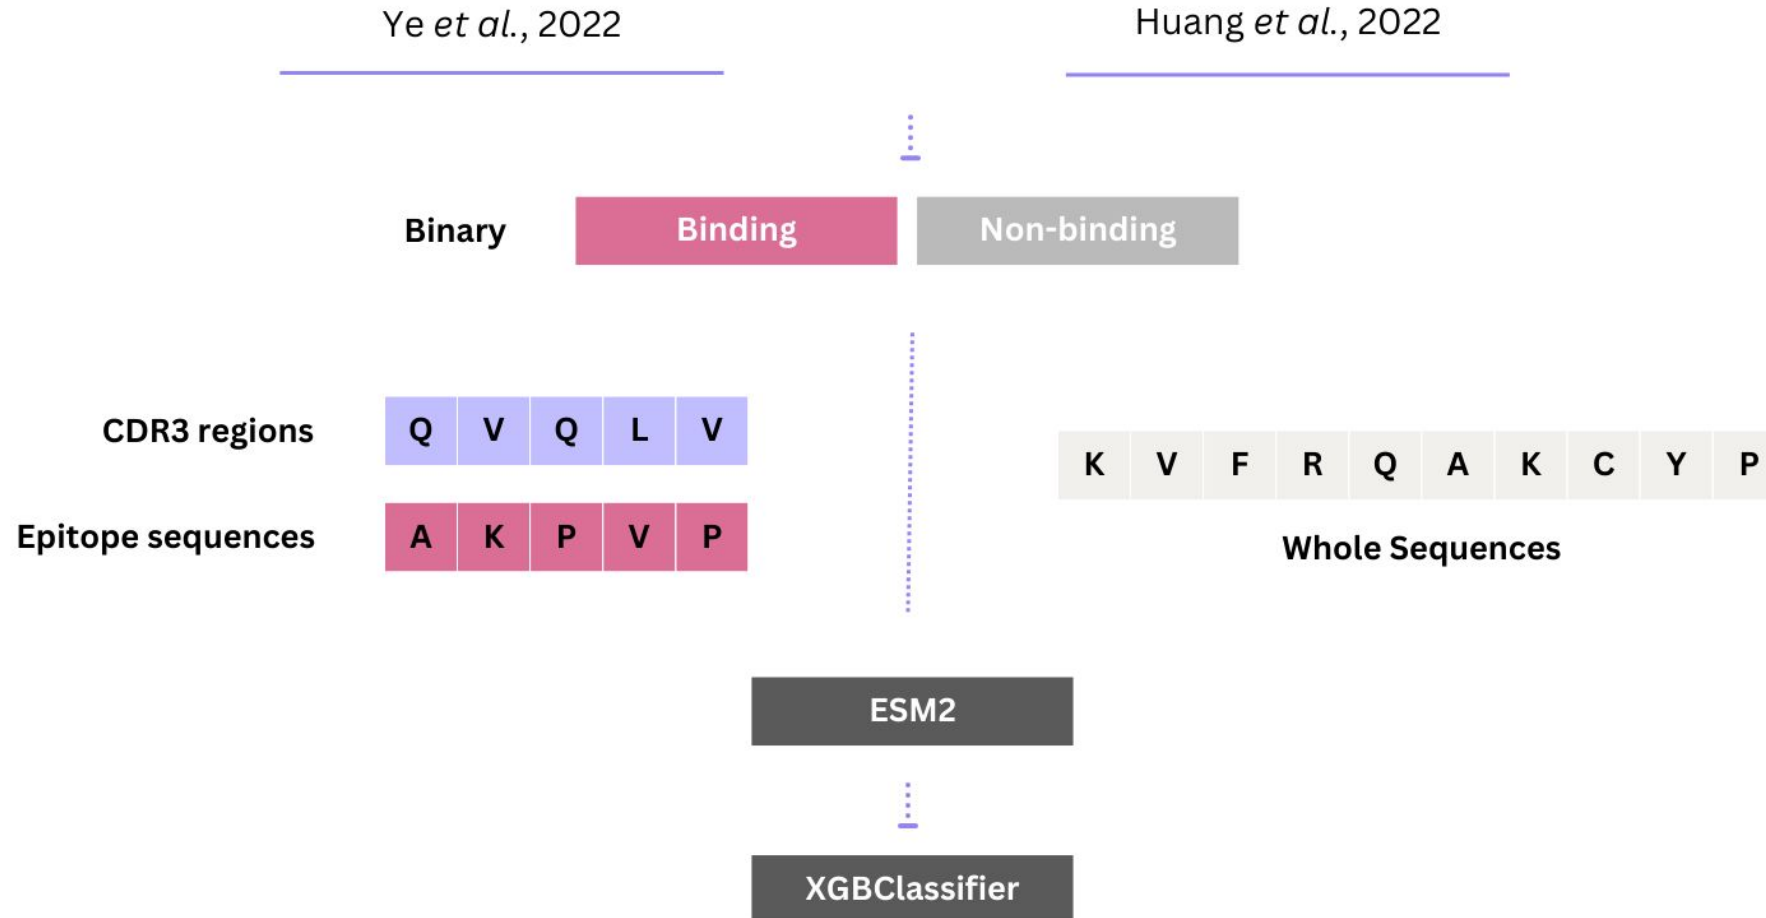 Ye et al., 2022
Huang et al., 2022
Binary
Binding
Non-binding
CDR3 regions
Q V Q L V
Epitope sequences
A K P V P
K V F R Q A K C Y P
Whole Sequences
ESM2
XGBClassifier